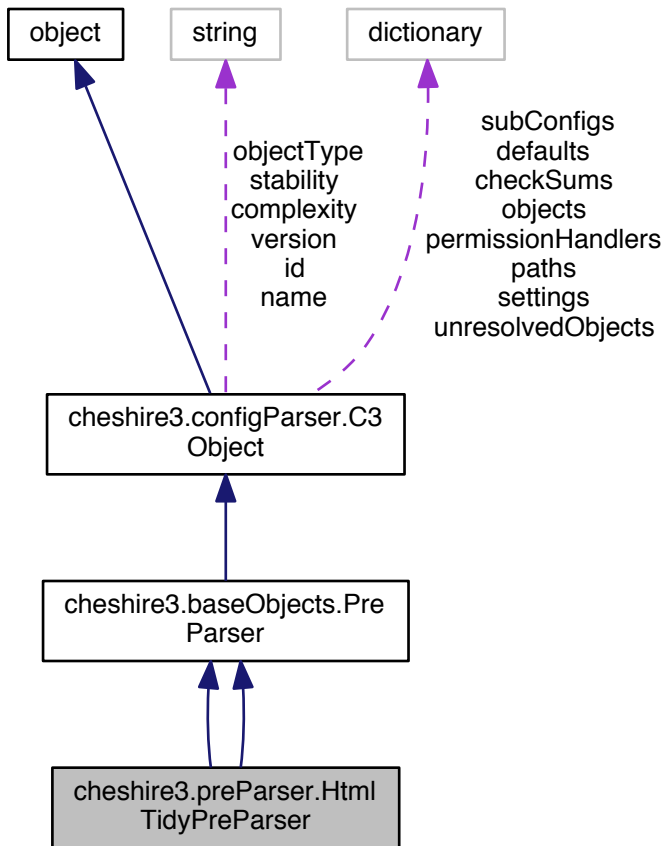 object
string
dictionary
objectType
stability
complexity
version
id
name
subConfigs
defaults
checkSums
objects
permissionHandlers
paths
settings
unresolvedObjects
cheshire3.configParser.C3
Object
cheshire3.baseObjects.Pre
Parser
cheshire3.preParser.Html
TidyPreParser